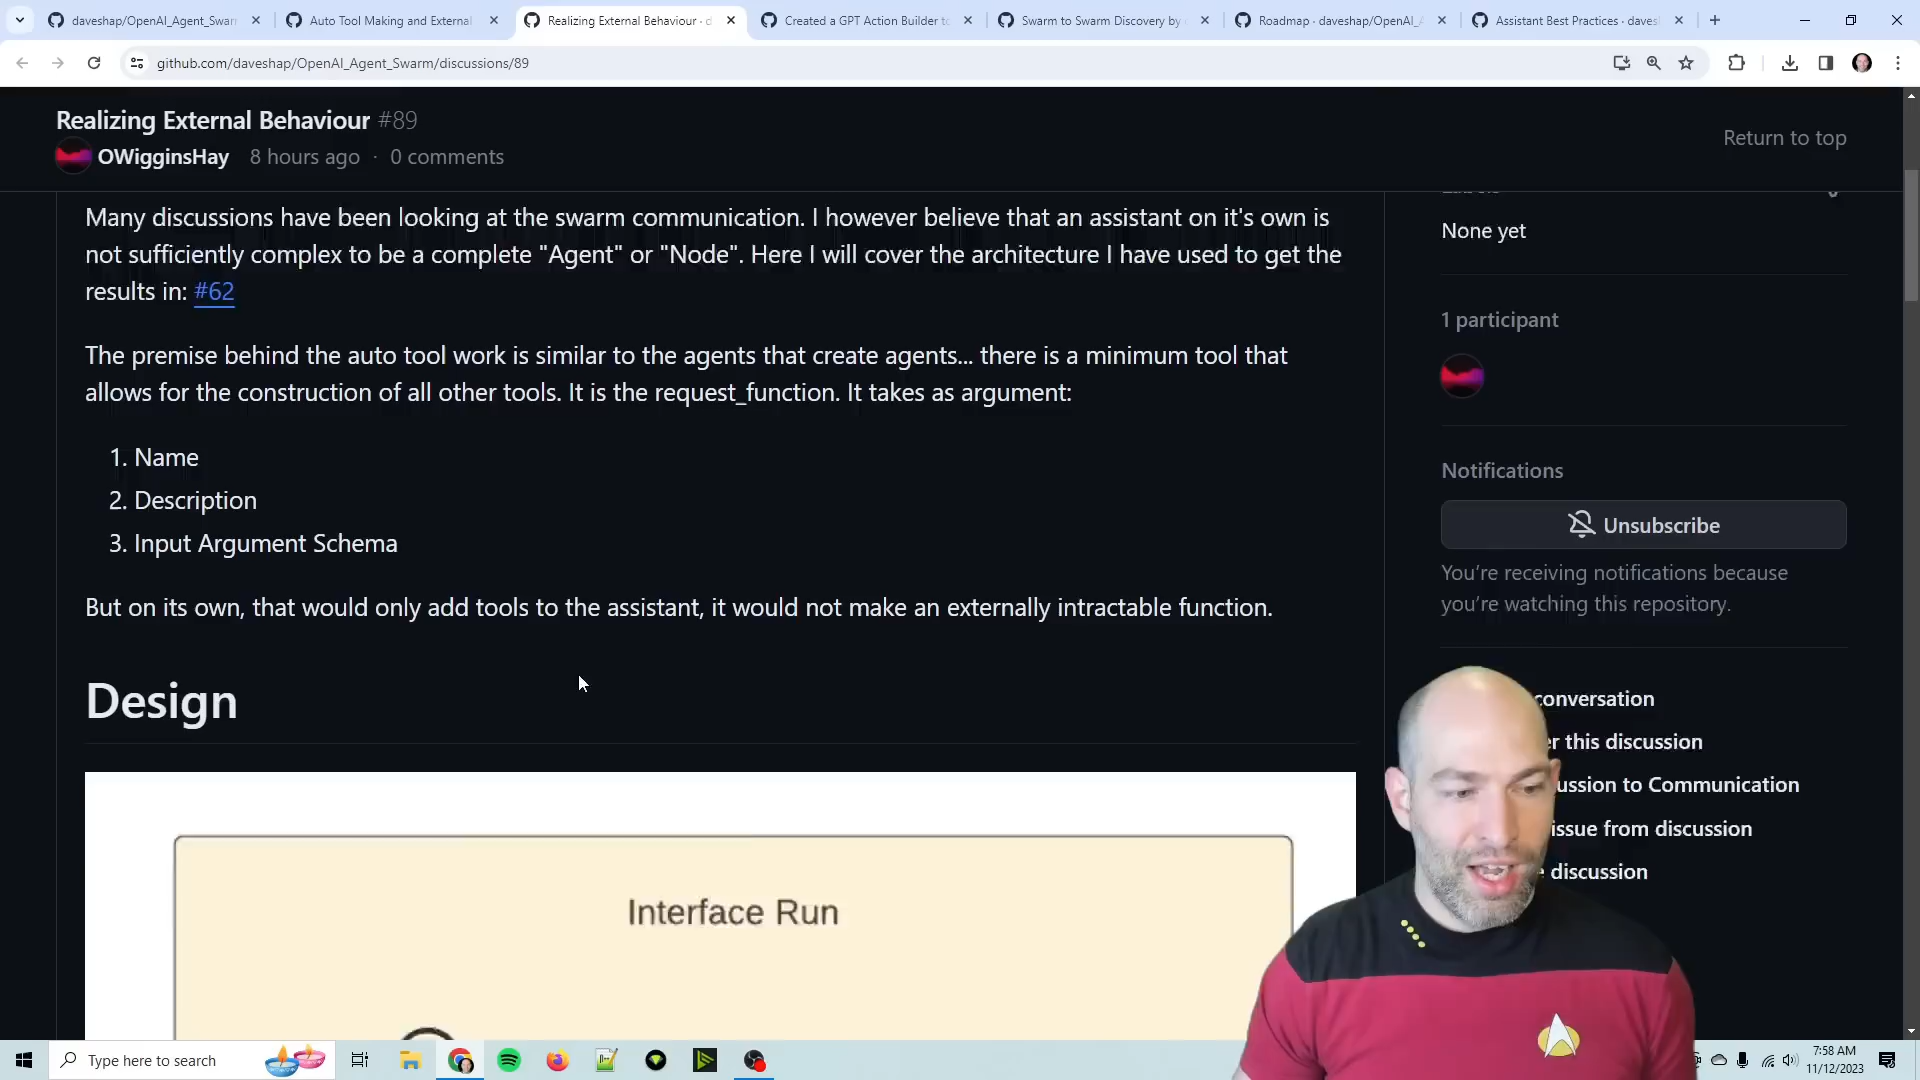 daveshap/OpenAI_Agent_Swarm
Auto Tool Making and External
Realizing External Behaviour · d
Created a GPT Action Builder to
Swarm to Swarm Discovery by
Roadmap · daveshap/OpenAI_A
Assistant Best Practices · daves
github.com/daveshap/OpenAI_Agent_Swarm/discussions/89
Realizing External Behaviour #89
OWigginsHay 8 hours ago · 0 comments
Return to top
Many discussions have been looking at the swarm communication. I however believe that an assistant on it's own is
not sufficiently complex to be a complete "Agent" or "Node". Here I will cover the architecture I have used to get the
results in: #62
The premise behind the auto tool work is similar to the agents that create agents... there is a minimum tool that
allows for the construction of all other tools. It is the request_function. It takes as argument:
1. Name
2. Description
3. Input Argument Schema
But on its own, that would only add tools to the assistant, it would not make an externally intractable function.
Design
Interface Run
None yet
1 participant
Notifications
Unsubscribe
You're receiving notifications because
you're watching this repository.
conversation
er this discussion
ussion to Communication
issue from discussion
e discussion
Type here to search
7:58 AM
11/12/2023